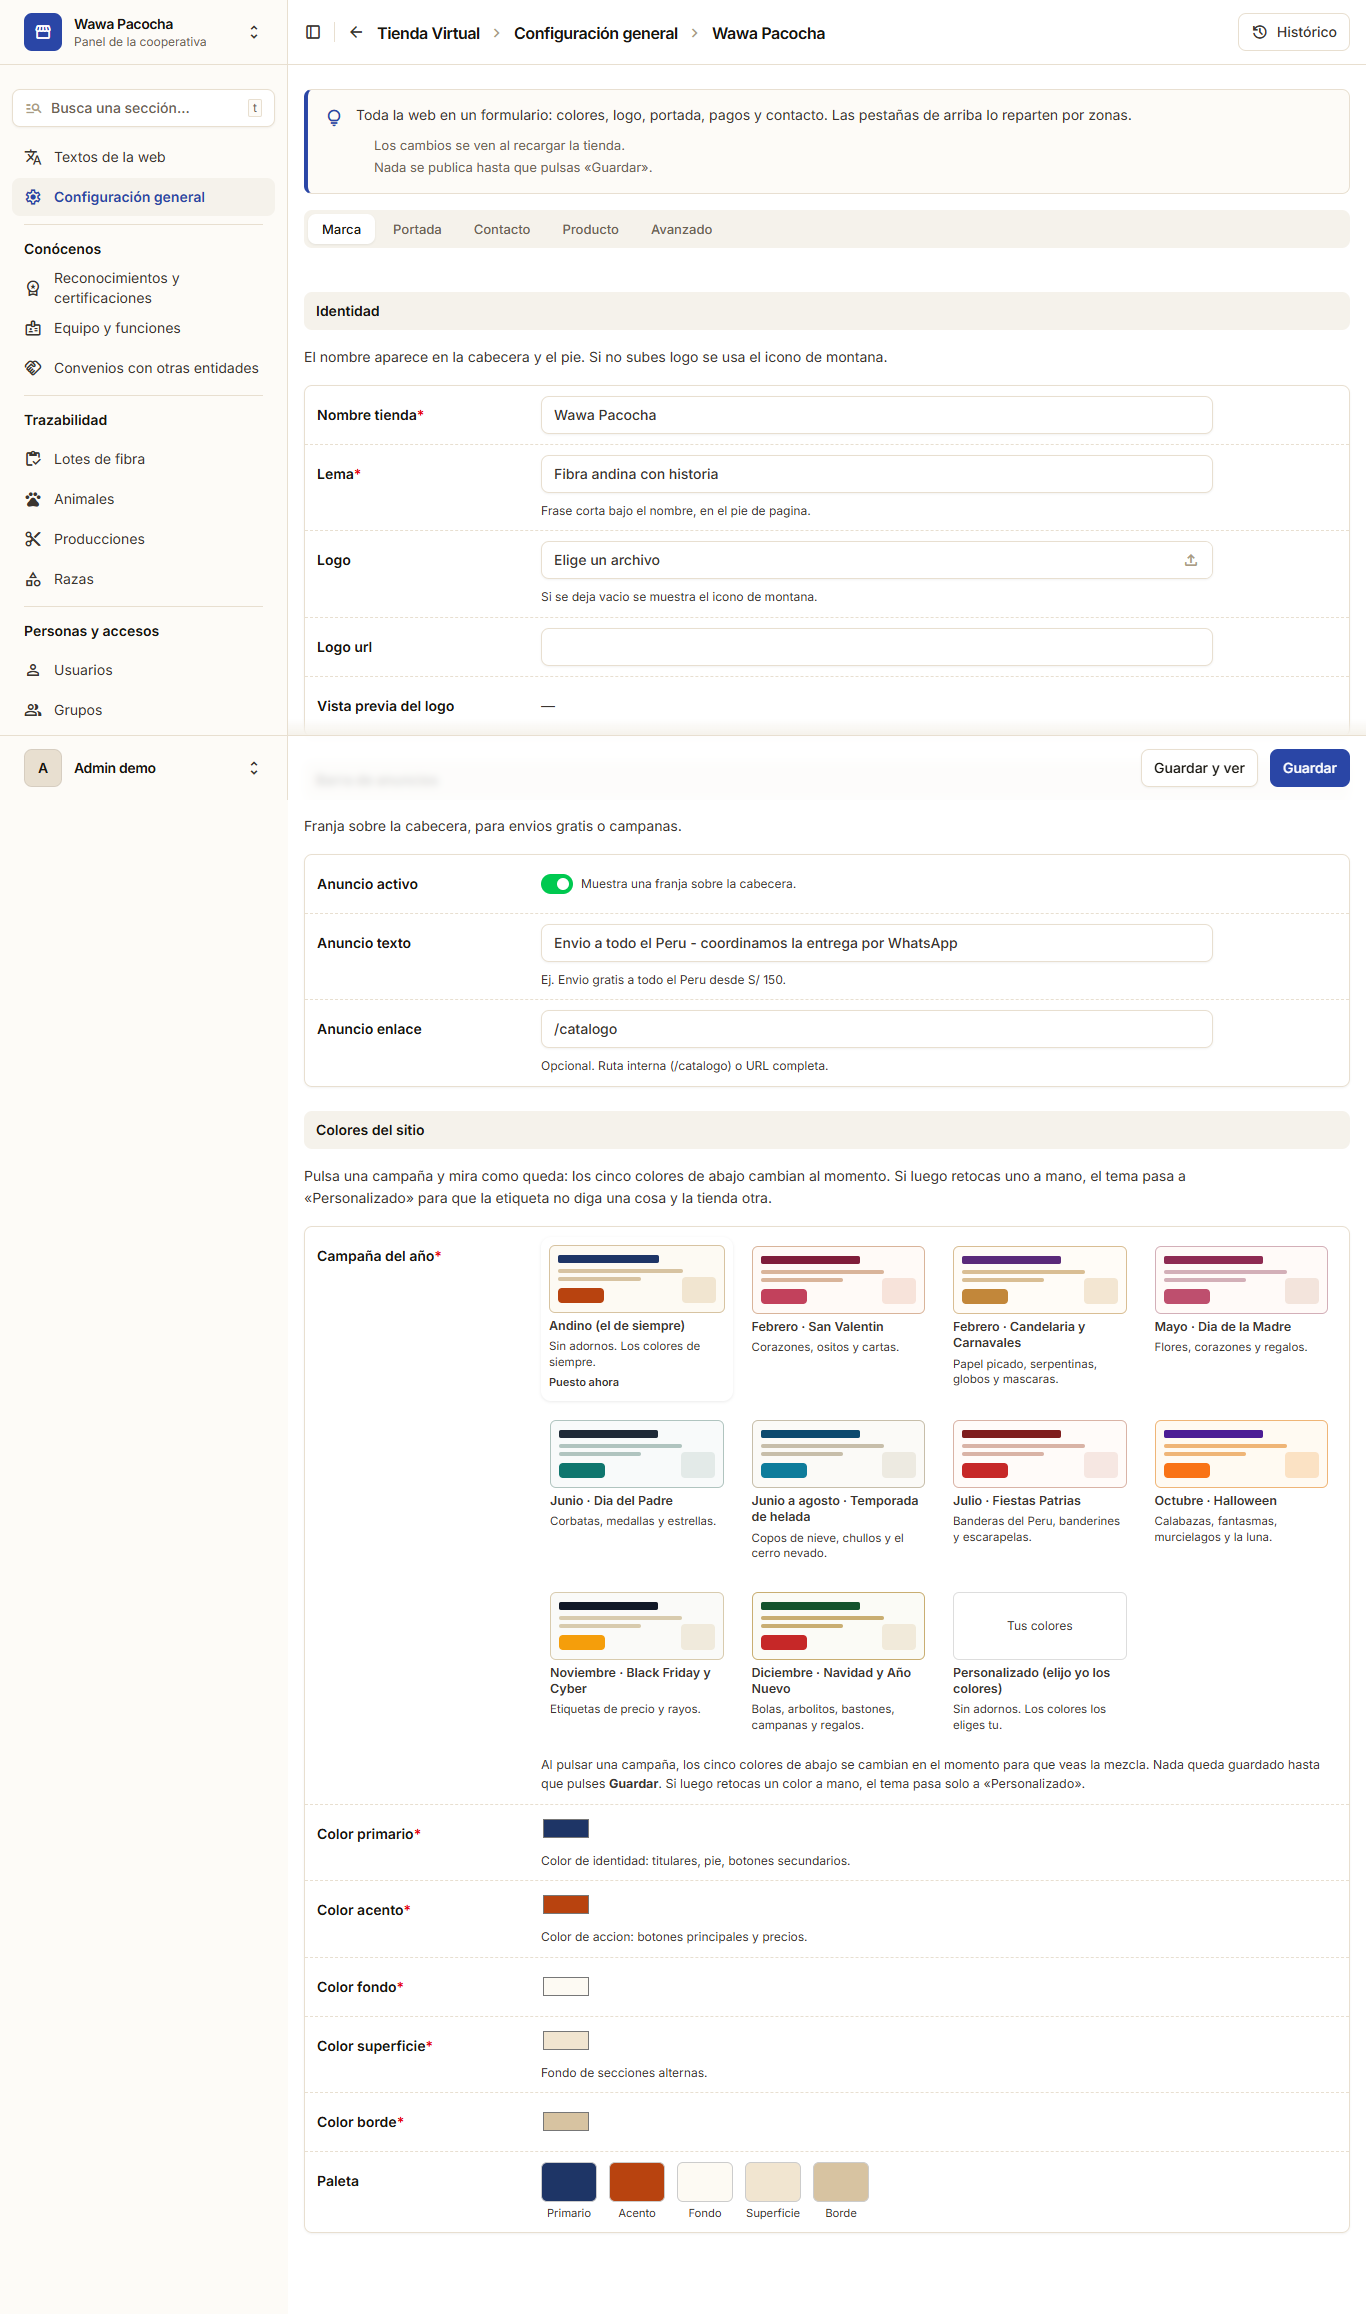 Wawa Pacocha
Panel de la cooperativa
Busca una sección...
t
Textos de la web
Configuración general
Conócenos
Reconocimientos y
certificaciones
Equipo y funciones
Convenios con otras entidades
Trazabilidad
Lotes de fibra
Animales
Producciones
Razas
Personas y accesos
Usuarios
Grupos
A
Admin demo
Tienda Virtual
Configuración general
Wawa Pacocha
Histórico
Toda la web en un formulario: colores, logo, portada, pagos y contacto. Las pestañas de arriba lo reparten por zonas.
Los cambios se ven al recargar la tienda.
Nada se publica hasta que pulsas «Guardar».
Marca
Portada
Contacto
Producto
Avanzado
Identidad
El nombre aparece en la cabecera y el pie. Si no subes logo se usa el icono de montana.
Nombre tienda*
Wawa Pacocha
Lema*
Fibra andina con historia
Frase corta bajo el nombre, en el pie de pagina.
Logo
Elige un archivo
Si se deja vacio se muestra el icono de montana.
Logo url
Vista previa del logo
—
Guardar y ver
Guardar
Franja sobre la cabecera, para envios gratis o campanas.
Anuncio activo
Muestra una franja sobre la cabecera.
Anuncio texto
Envio a todo el Peru - coordinamos la entrega por WhatsApp
Ej. Envio gratis a todo el Peru desde S/ 150.
Anuncio enlace
/catalogo
Opcional. Ruta interna (/catalogo) o URL completa.
Colores del sitio
Pulsa una campaña y mira como queda: los cinco colores de abajo cambian al momento. Si luego retocas uno a mano, el tema pasa a
«Personalizado» para que la etiqueta no diga una cosa y la tienda otra.
Campaña del año*
Andino (el de siempre)
Sin adornos. Los colores de
siempre.
Puesto ahora
Febrero · San Valentin
Corazones, ositos y cartas.
Febrero · Candelaria y
Carnavales
Papel picado, serpentinas,
globos y mascaras.
Mayo · Dia de la Madre
Flores, corazones y regalos.
Junio · Dia del Padre
Corbatas, medallas y estrellas.
Junio a agosto · Temporada
de helada
Copos de nieve, chullos y el
cerro nevado.
Julio · Fiestas Patrias
Banderas del Peru, banderines
y escarapelas.
Octubre · Halloween
Calabazas, fantasmas,
murcielagos y la luna.
Noviembre · Black Friday y
Cyber
Etiquetas de precio y rayos.
Diciembre · Navidad y Año
Nuevo
Bolas, arbolitos, bastones,
campanas y regalos.
Tus colores
Personalizado (elijo yo los
colores)
Sin adornos. Los colores los
eliges tu.
Al pulsar una campaña, los cinco colores de abajo se cambian en el momento para que veas la mezcla. Nada queda guardado hasta
que pulses Guardar. Si luego retocas un color a mano, el tema pasa solo a «Personalizado».
Color primario*
Color de identidad: titulares, pie, botones secundarios.
Color acento*
Color de accion: botones principales y precios.
Color fondo*
Color superficie*
Fondo de secciones alternas.
Color borde*
Paleta
Primario
Acento
Fondo
Superficie
Borde